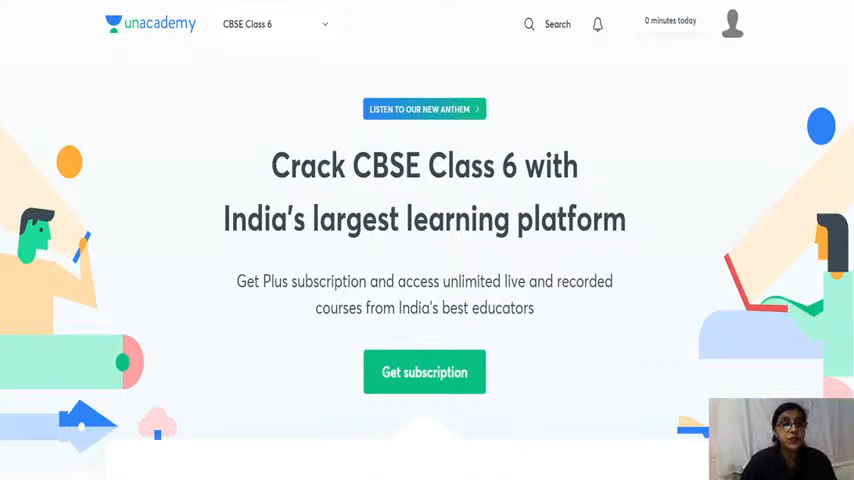 unacademy
CBSE Class 6
Search
0 minutes today
LISTEN TO OUR NEW ANTHEM
Crack CBSE Class 6 with
India's largest learning platform
Get Plus subscription and access unlimited live and recorded
courses from India's best educators
Get subscription